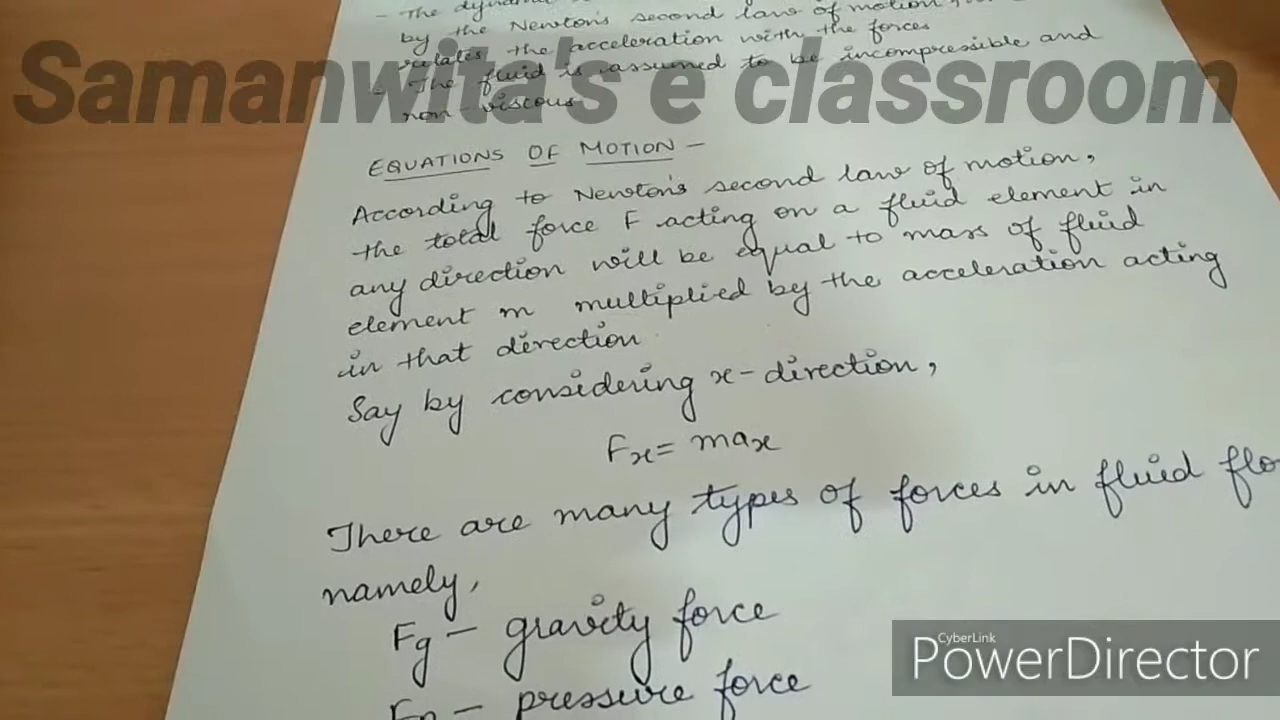 - The
by the Newton's second law of motion,
relates the acceleration with the forces
- The fluid is assumed to be incompressible and
non-viscous
Samanwita's e classroom
EQUATIONS OF MOTION -
According to Newton's second law of motion,
the total force F acting on a fluid element in
any direction will be equal to mass of fluid
element m multiplied by the acceleration acting
in that direction
Say by considering x-direction,
Fx = max
There are many types of forces in fluid flo
namely,
Fg - gravity force
Fp - pressure force
CyberLink
PowerDirector